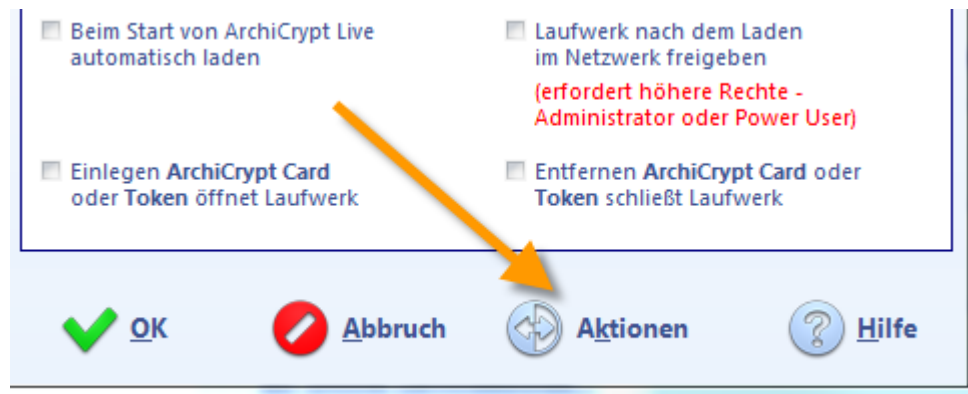 Beim Start von ArchiCrypt Live
automatisch laden
Laufwerk nach dem Laden
im Netzwerk freigeben
(erfordert höhere Rechte -
Administrator oder Power User)
Einlegen ArchiCrypt Card
oder Token öffnet Laufwerk
Entfernen ArchiCrypt Card oder
Token schließt Laufwerk
OK
Abbruch
Aktionen
Hilfe